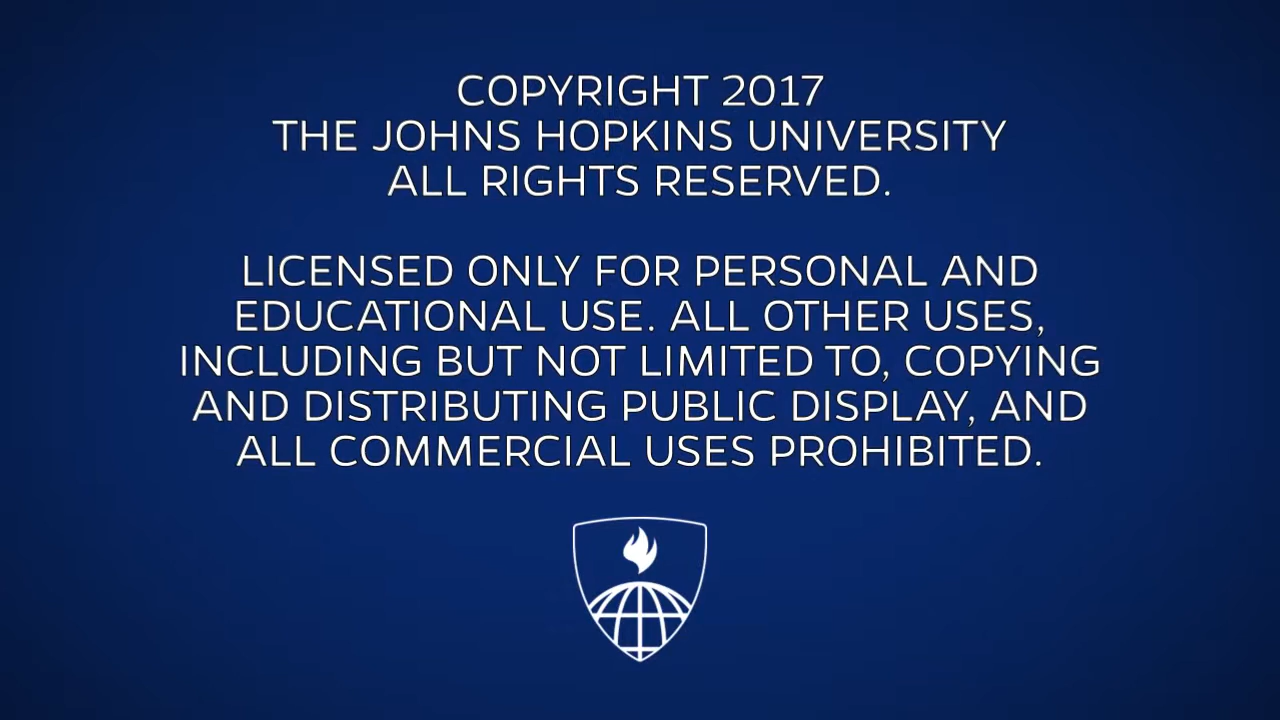 COPYRIGHT 2017
THE JOHNS HOPKINS UNIVERSITY
ALL RIGHTS RESERVED.
LICENSED ONLY FOR PERSONAL AND
EDUCATIONAL USE. ALL OTHER USES,
INCLUDING BUT NOT LIMITED TO, COPYING
AND DISTRIBUTING PUBLIC DISPLAY, AND
ALL COMMERCIAL USES PROHIBITED.